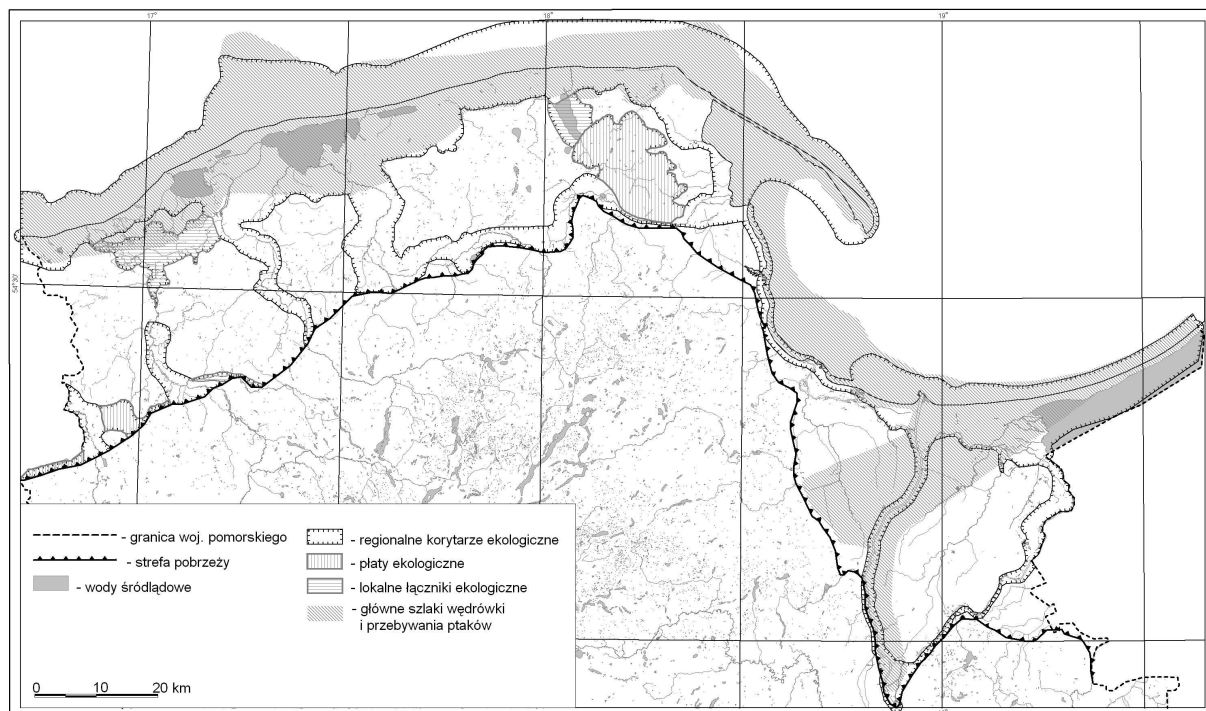 17°
18°
19°
54°30'
- granica woj. pomorskiego
- strefa pobrzeży
- wody śródlądowe
- regionalne korytarze ekologiczne
- płaty ekologiczne
- lokalne łączniki ekologiczne
- główne szlaki wędrówki
i przebywania ptaków
0 10 20 km